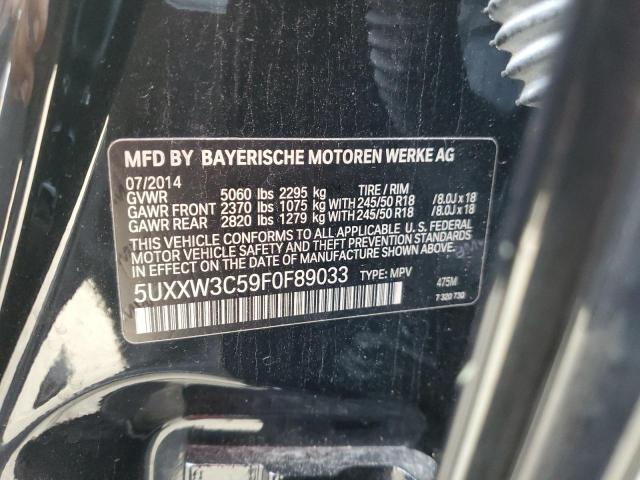 MFD BY BAYERISCHE MOTOREN WERKE AG
07/2014
GVWR 5060 lbs 2295 kg TIRE / RIM
GAWR FRONT 2370 lbs 1075 kg WITH 245/50 R18 /8.0J x 18
GAWR REAR 2820 lbs 1279 kg WITH 245/50 R18 /8.0J x 18
THIS VEHICLE CONFORMS TO ALL APPLICABLE U. S. FEDERAL
MOTOR VEHICLE SAFETY AND THEFT PREVENTION STANDARDS
IN EFFECT ON THE DATE OF MANUFACTURE SHOWN ABOVE.
5UXXW3C59F0F89033 TYPE: MPV 475M
7 320 730